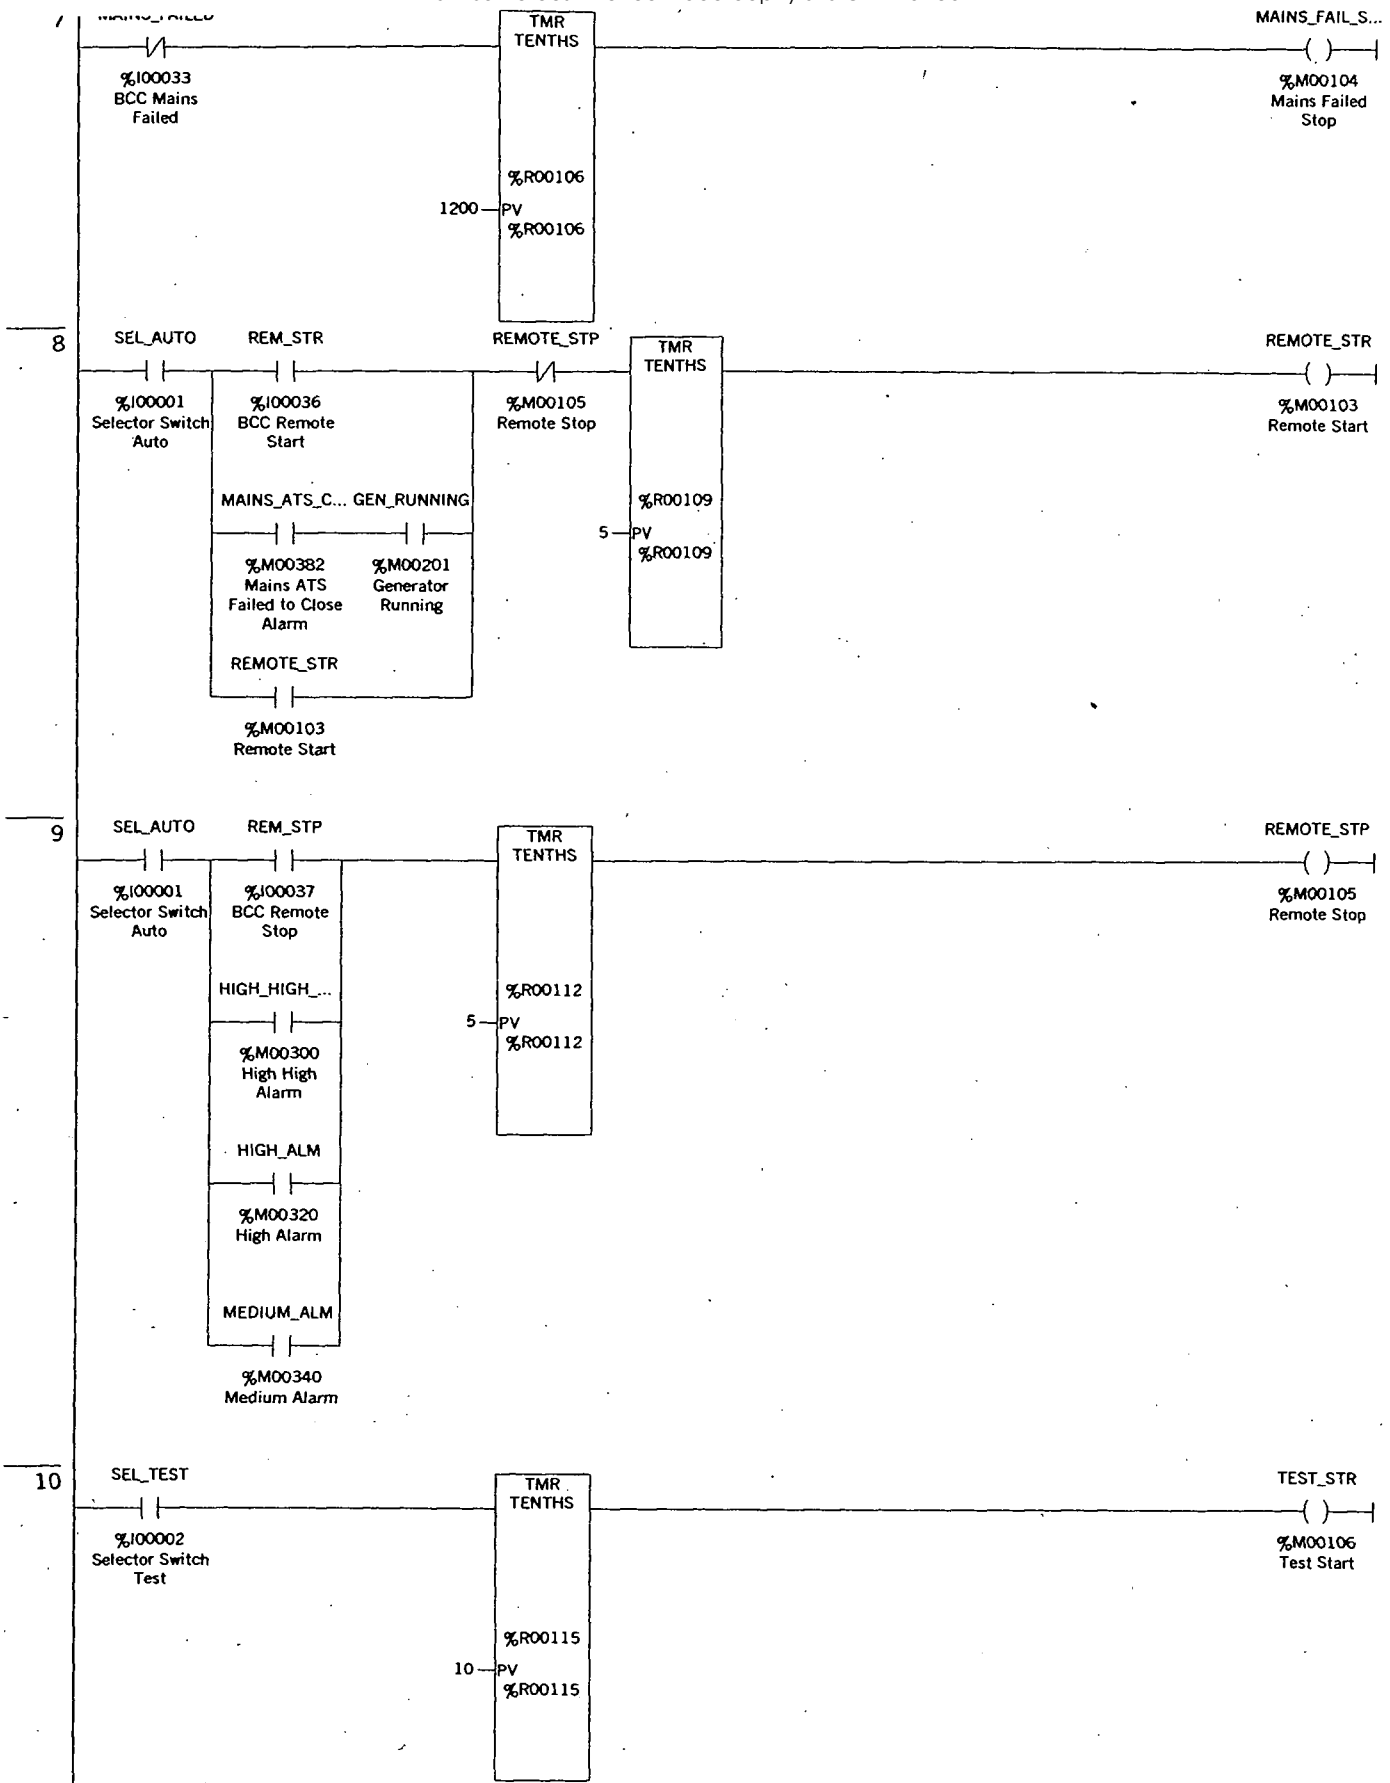 7
MAINS_FAILED
TMR
TENTHS
MAINS_FAIL_S...
%I00033
BCC Mains
Failed
%M00104
Mains Failed
Stop
%R00106
1200
PV
%R00106
8
SEL_AUTO
REM_STR
REMOTE_STP
TMR
TENTHS
REMOTE_STR
%I00001
Selector Switch
Auto
%I00036
BCC Remote
Start
%M00105
Remote Stop
%M00103
Remote Start
MAINS_ATS_C...
GEN_RUNNING
%R00109
5
PV
%R00109
%M00382
Mains ATS
Failed to Close
Alarm
%M00201
Generator
Running
REMOTE_STR
%M00103
Remote Start
9
SEL_AUTO
REM_STP
TMR
TENTHS
REMOTE_STP
%I00001
Selector Switch
Auto
%I00037
BCC Remote
Stop
%M00105
Remote Stop
HIGH_HIGH_...
%R00112
5
PV
%R00112
%M00300
High High
Alarm
HIGH_ALM
%M00320
High Alarm
MEDIUM_ALM
%M00340
Medium Alarm
10
SEL_TEST
TMR
TENTHS
TEST_STR
%I00002
Selector Switch
Test
%M00106
Test Start
%R00115
10
PV
%R00115